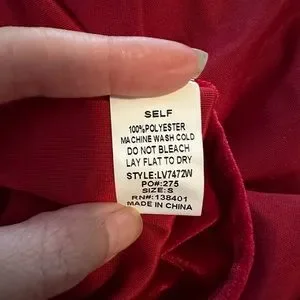 SELF
100%POLYESTER
MACHINE WASH COLD
DO NOT BLEACH
LAY FLAT TO DRY
STYLE:LV7472W
PO#:275
SIZE:S
RN#:138401
MADE IN CHINA